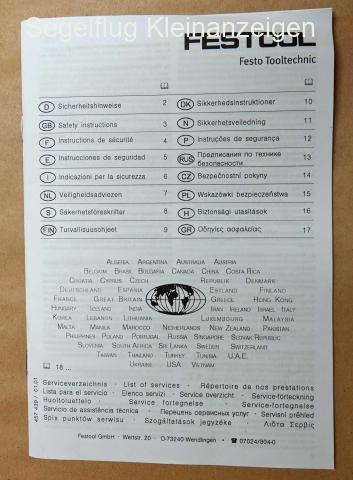 Segelflug Kleinanzeigen
FESTOOL
Festo Tooltechnic
D Sicherheitshinweise 2
GB Safety instructions 3
F Instructions de sécurité 4
E Instrucciones de seguridad 5
I Indicazioni per la sicurezza 6
NL Veiligheidsadviezen 7
S Säkerhetsföreskrifter 8
FIN Turvallisuusohjeet 9
DK Sikkerhedsinstruktioner 10
N Sikkerhetsveiledning 11
P Instruções de segurança 12
RUS Предписания по технике
безопасности 13
CZ Bezpečnostní pokyny 14
PL Wskazówki bezpieczeństwa 15
H Biztonsági utasítások 16
GR Οδηγίες ασφαλείας 17
Algeria Argentina Australia Austria
Belgium Brasil Bulgaria Canada China Costa Rica
Croatia Cyprus Czech Republik Denmark
Deutschland España Estland Finland
France Great Britain Greece Hong Kong
Hungary Iceland India Iran Ireland Israel Italy
Korea Lebanon Lithuania Luxembourg Malaysia
Malta Manila Marocco Netherlands New Zealand Pakistan
Philippines Poland Portugal Russia Singapore Slovak Republic
Slovenia South Africa Sri Lanka Sweden Switzerland
Taiwan Thailand Turkey Tunisia U.A.E.
Ukraine USA Vietnam
18 ...
Serviceverzeichnis · List of services · Répertoire de nos prestations
Lista para el servicio · Elenco servizi · Service overzicht · Service-förteckning
Huoltoluettelo · Service fortegnelse · Service-fortegnelse
Servicio de assistência técnica · Перешень сервисных услуг · Servisní přehled
Spis punktów serwisu · Szolgáltatások jegyzéke · Λίστα Σερβις
Festool GmbH · Wertstr. 20 · D-73240 Wendlingen · ☎ 07024/804-0
457 439 / 01.01